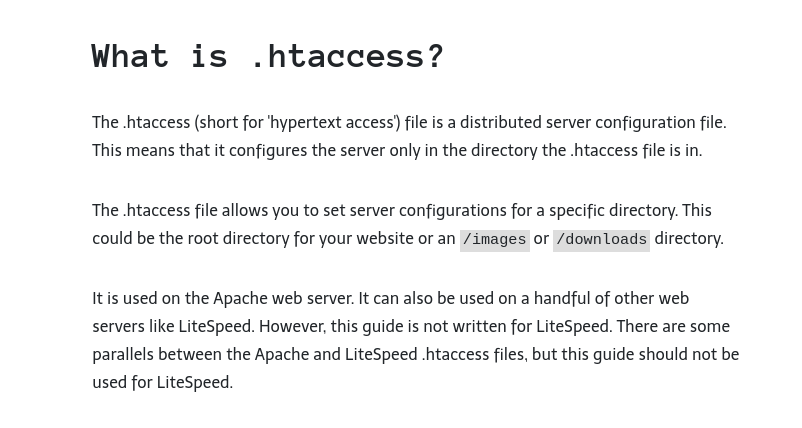 What is .htaccess?
The .htaccess (short for 'hypertext access') file is a distributed server configuration file.
This means that it configures the server only in the directory the .htaccess file is in.
The .htaccess file allows you to set server configurations for a specific directory. This
could be the root directory for your website or an /images or /downloads directory.
It is used on the Apache web server. It can also be used on a handful of other web
servers like LiteSpeed. However, this guide is not written for LiteSpeed. There are some
parallels between the Apache and LiteSpeed .htaccess files, but this guide should not be
used for LiteSpeed.